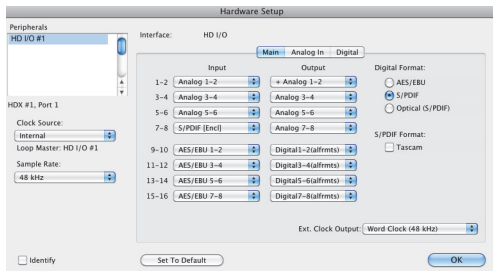 Hardware Setup
Peripherals
HD I/O #1
HDX #1, Port 1
Clock Source:
Internal
Loop Master: HD I/O #1
Sample Rate:
48 kHz
Identify
Interface: HD I/O
Main Analog In Digital
Input Output
1-2 Analog 1-2 + Analog 1-2
3-4 Analog 3-4 Analog 3-4
5-6 Analog 5-6 Analog 5-6
7-8 S/PDIF [Encl] Analog 7-8
9-10 AES/EBU 1-2 Digital1-2(alfrmts)
11-12 AES/EBU 3-4 Digital3-4(alfrmts)
13-14 AES/EBU 5-6 Digital5-6(alfrmts)
15-16 AES/EBU 7-8 Digital7-8(alfrmts)
Digital Format:
AES/EBU
S/PDIF
Optical (S/PDIF)
S/PDIF Format:
Tascam
Ext. Clock Output: Word Clock (48 kHz)
Set To Default
OK